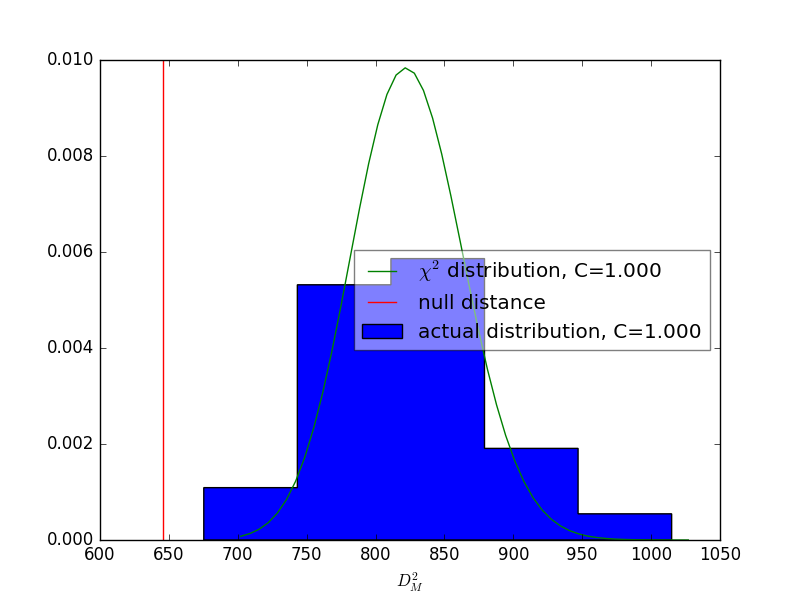 0.010
0.008
0.006
0.004
0.002
0.000
χ² distribution, C=1.000
null distance
actual distribution, C=1.000
600 650 700 750 800 850 900 950 1000 1050
D²_M